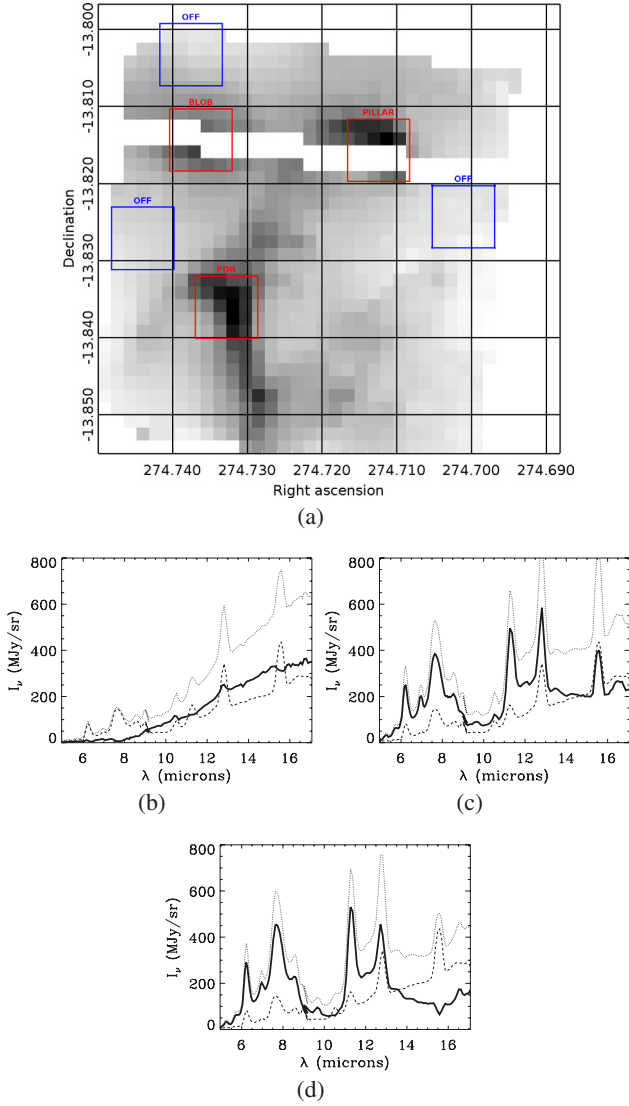 OFF
-13.800
-13.810
BLOB
PILLAR
-13.820
OFF
OFF
-13.830
PDR
-13.840
-13.850
Declination
274.740 274.730 274.720 274.710 274.700 274.690
Right ascension
(a)
800
600
400
200
0
Iν (MJy/sr)
6 8 10 12 14 16
λ (microns)
(b)
800
600
400
200
0
Iν (MJy/sr)
6 8 10 12 14 16
λ (microns)
(c)
800
600
400
200
0
Iν (MJy/sr)
6 8 10 12 14 16
λ (microns)
(d)